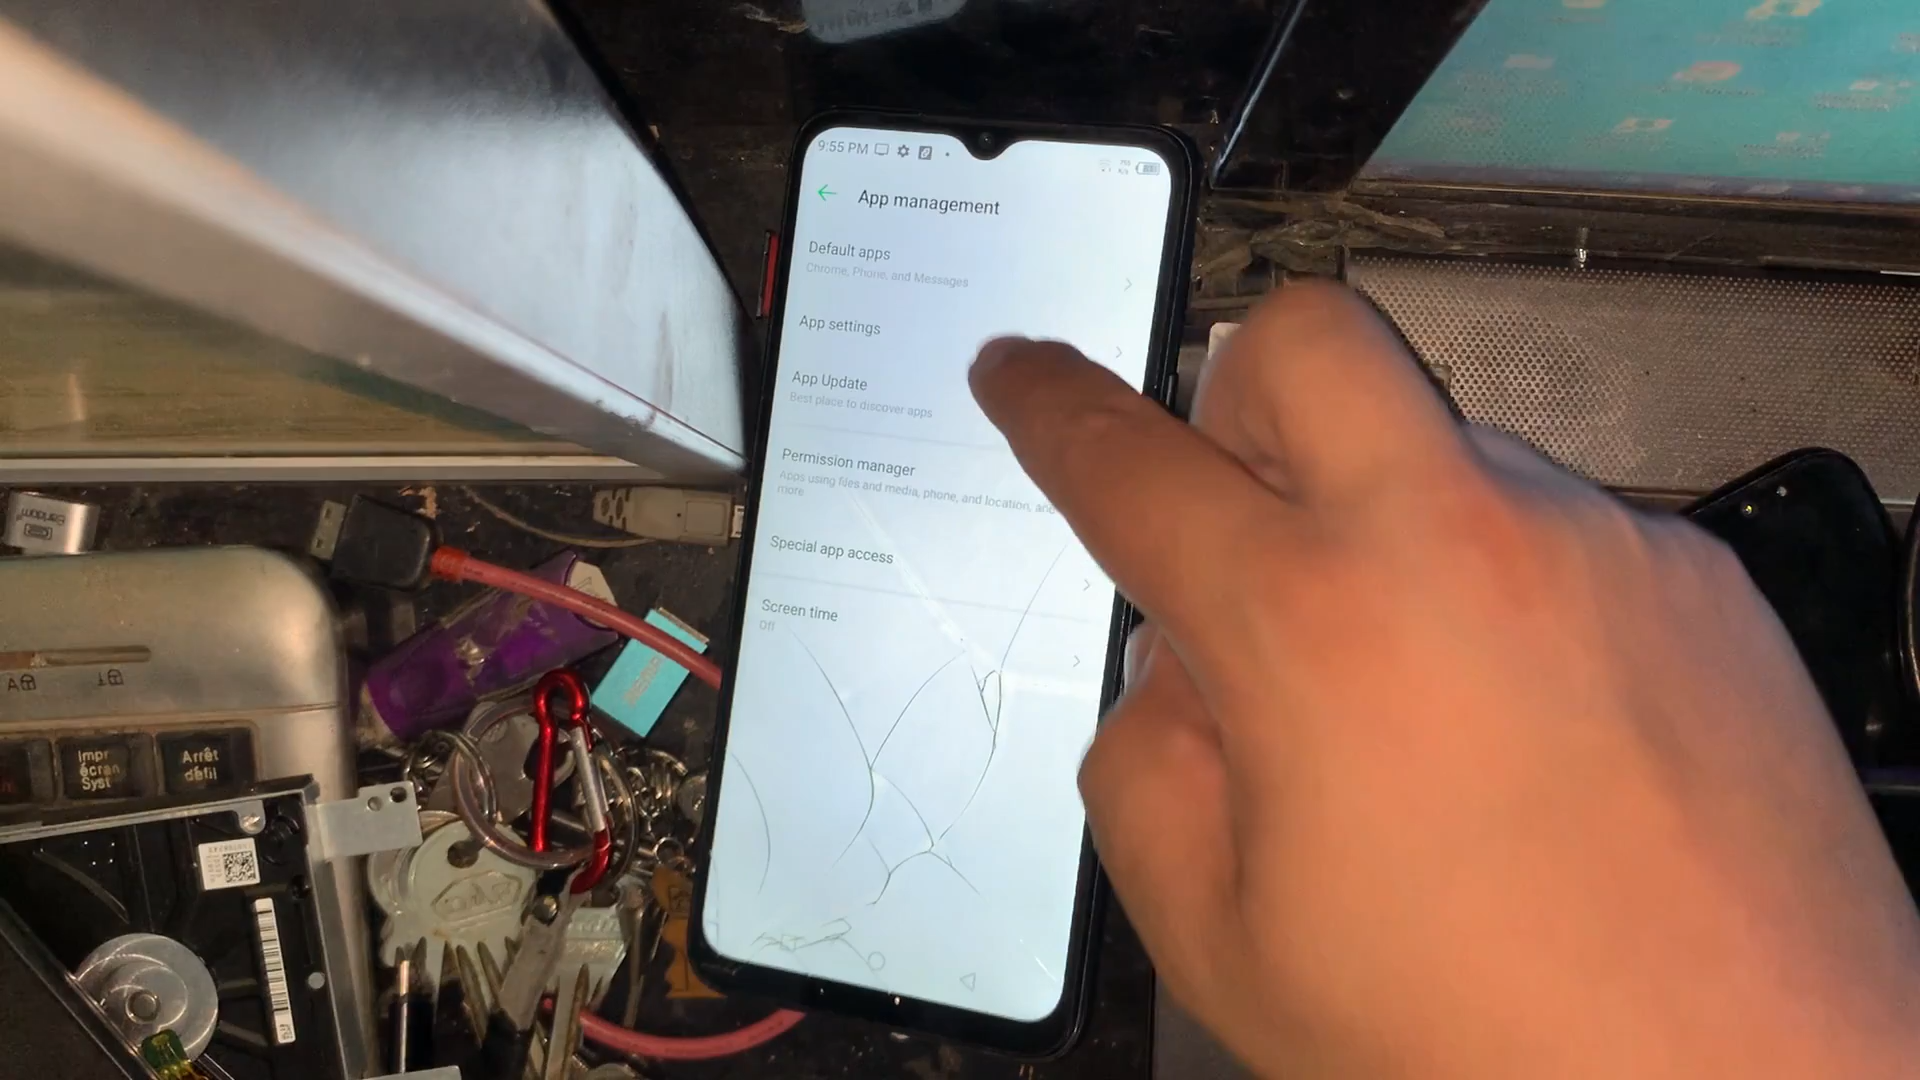 9:55 PM
App management
Default apps
Chrome, Phone, and Messages
App settings
App Update
Best place to discover apps
Permission manager
Apps using files and media, phone, and location, and
more
Special app access
Screen time
Off
Earldom
A
Impr
écran
Syst
Arrêt
défil